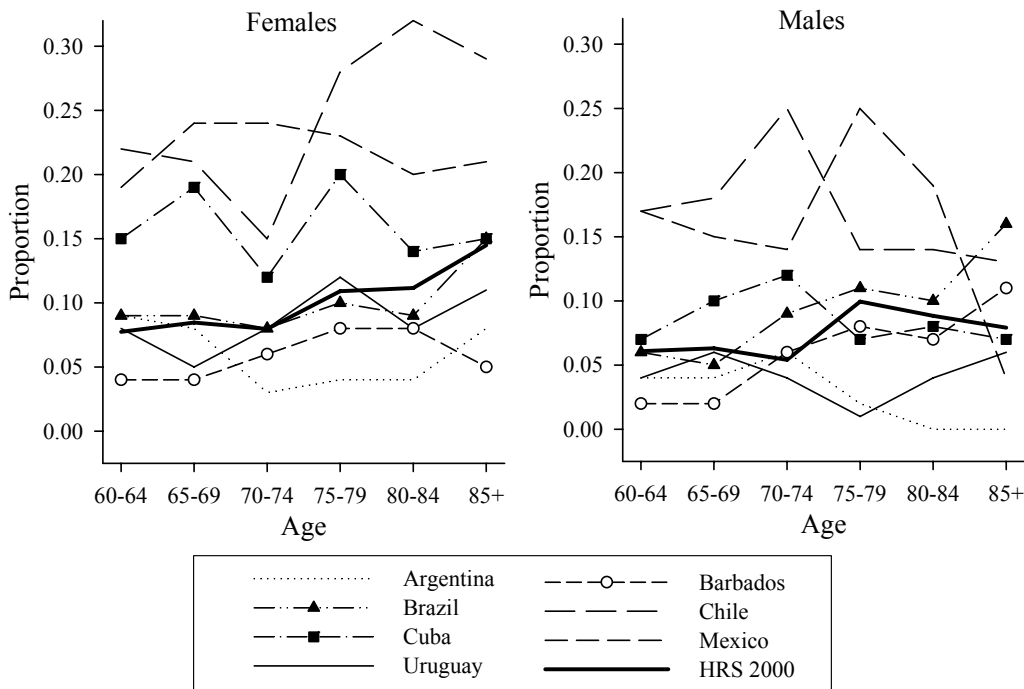 Females
Proportion
0.30
0.25
0.20
0.15
0.10
0.05
0.00
60-64 65-69 70-74 75-79 80-84 85+
Age
Males
Proportion
0.30
0.25
0.20
0.15
0.10
0.05
0.00
60-64 65-69 70-74 75-79 80-84 85+
Age
Argentina
Brazil
Cuba
Uruguay
Barbados
Chile
Mexico
HRS 2000